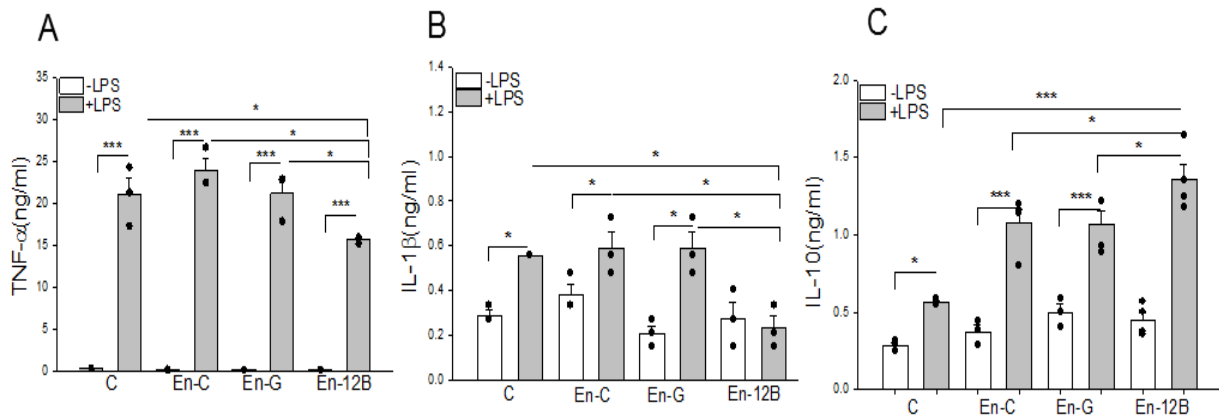 A
TNF-α(ng/ml)
35
30
25
20
15
10
5
0
-LPS
+LPS
*
*** *** *
*** *
***
C En-C En-G En-12B
B
IL-1β(ng/ml)
1.4
1.2
1.0
0.8
0.6
0.4
0.2
0.0
-LPS
+LPS
*
* *
* * *
C En-C En-G En-12B
C
IL-10(ng/ml)
2.0
1.5
1.0
0.5
0.0
-LPS
+LPS
***
*
*
*** ***
*
C En-C En-G En-12B